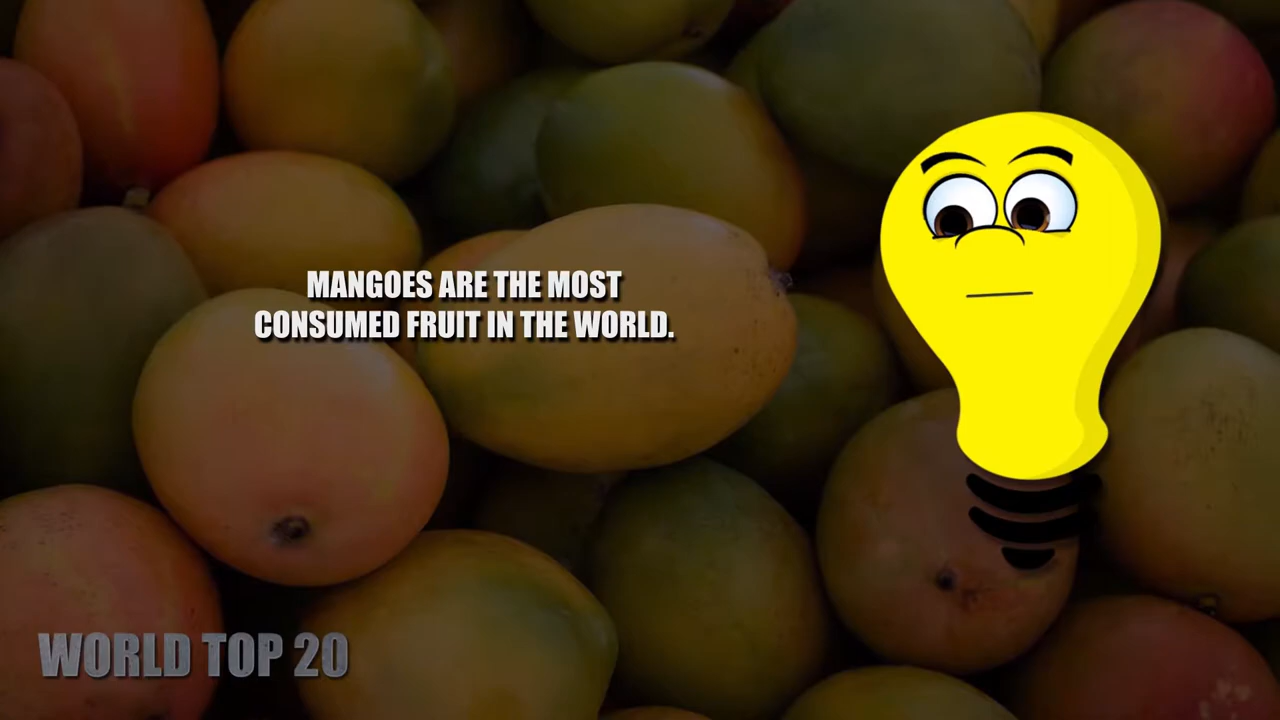 MANGOES ARE THE MOST
CONSUMED FRUIT IN THE WORLD.
WORLD TOP 20